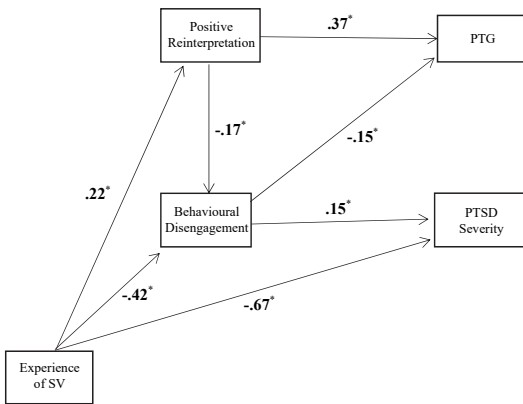 Positive
Reinterpretation
.37*
PTG
-.17*
-.15*
.22*
Behavioural
Disengagement
.15*
PTSD
Severity
-.42*
-.67*
Experience
of SV